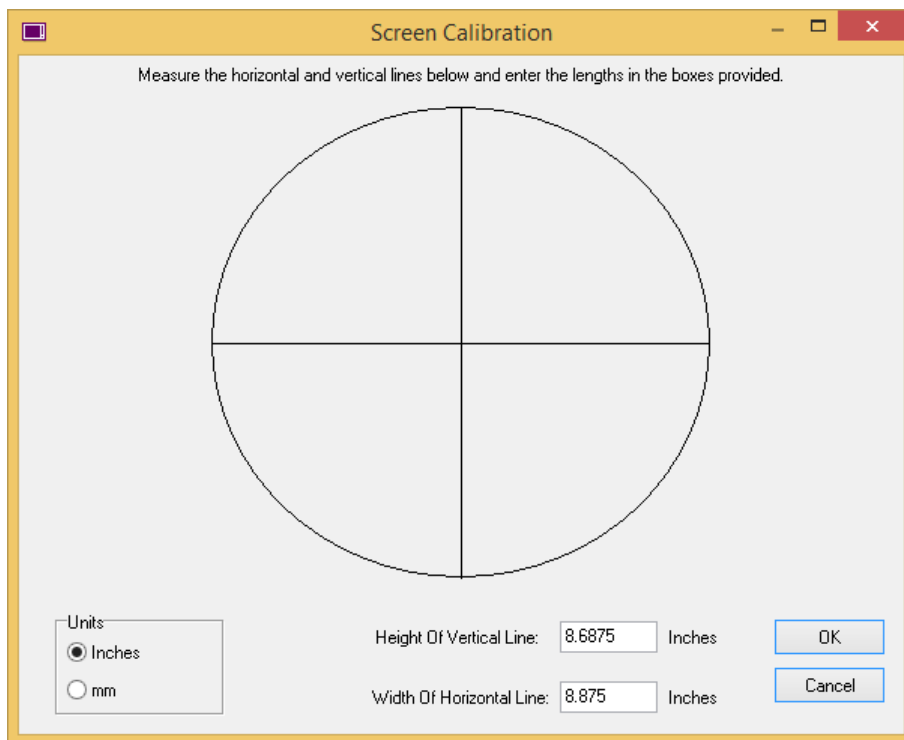 Screen Calibration
Measure the horizontal and vertical lines below and enter the lengths in the boxes provided.
Units
Inches
mm
Height Of Vertical Line: 8.6875 Inches
Width Of Horizontal Line: 8.875 Inches
OK
Cancel